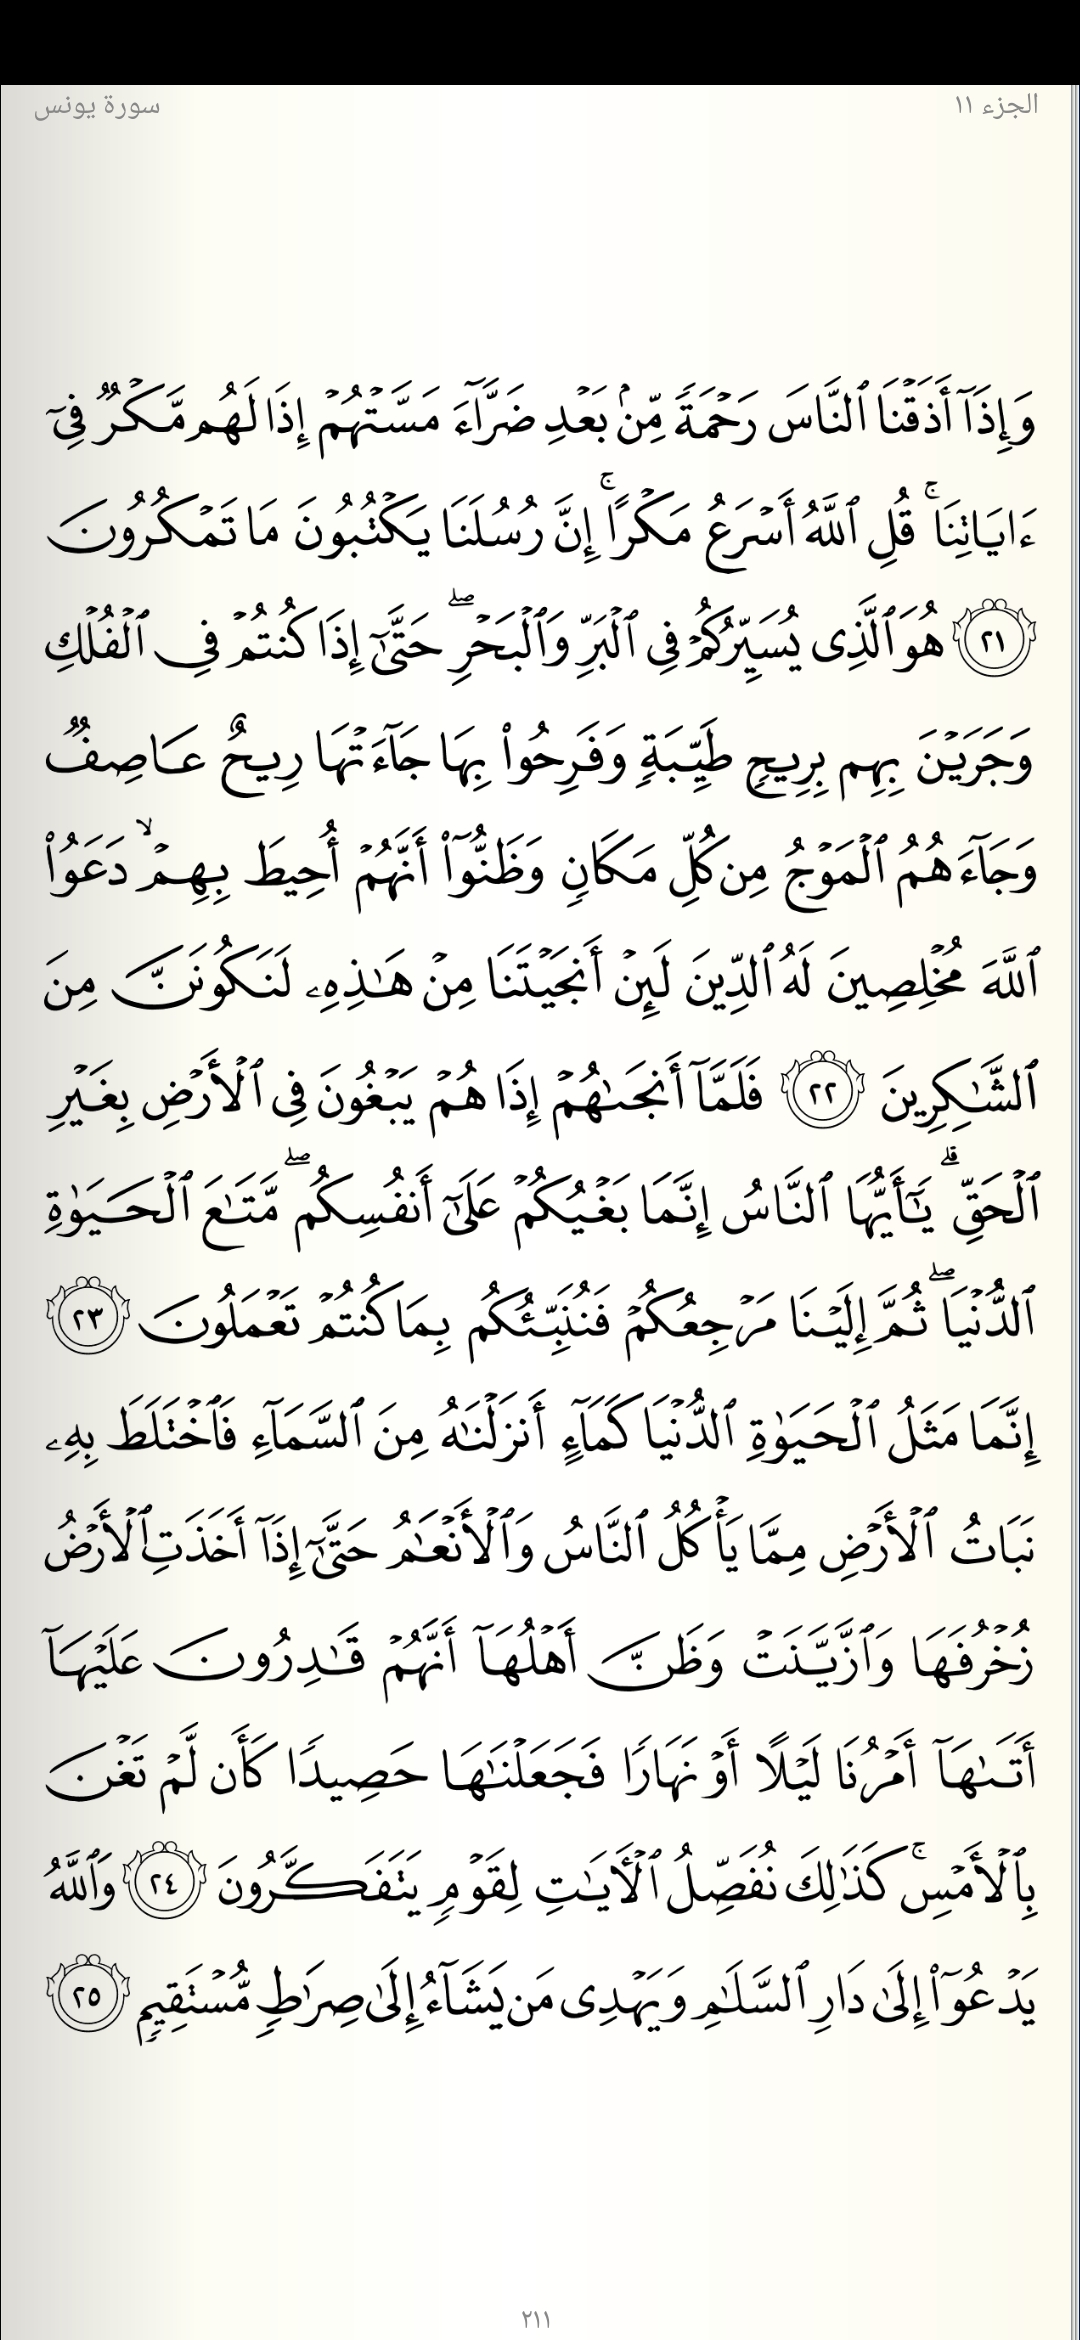 الجزء ١١
سورة يونس
وَإِذَآ أَذَقۡنَا ٱلنَّاسَ رَحۡمَةٗ مِّنۢ بَعۡدِ ضَرَّآءَ مَسَّتۡهُمۡ إِذَا لَهُم مَّكۡرٞ فِيٓ
ءَايَاتِنَاۚ قُلِ ٱللَّهُ أَسۡرَعُ مَكۡرًاۚ إِنَّ رُسُلَنَا يَكۡتُبُونَ مَا تَمۡكُرُونَ
٢١ هُوَ ٱلَّذِي يُسَيِّرُكُمۡ فِي ٱلۡبَرِّ وَٱلۡبَحۡرِۖ حَتَّىٰٓ إِذَا كُنتُمۡ فِي ٱلۡفُلۡكِ
وَجَرَيۡنَ بِهِم بِرِيحٖ طَيِّبَةٖ وَفَرِحُواْ بِهَا جَآءَتۡهَا رِيحٌ عَاصِفٞ
وَجَآءَهُمُ ٱلۡمَوۡجُ مِن كُلِّ مَكَانٖ وَظَنُّوٓاْ أَنَّهُمۡ أُحِيطَ بِهِمۡۙ دَعَوُاْ
ٱللَّهَ مُخۡلِصِينَ لَهُ ٱلدِّينَ لَئِنۡ أَنجَيۡتَنَا مِنۡ هَٰذِهِۦ لَنَكُونَنَّ مِنَ
ٱلشَّٰكِرِينَ ٢٢ فَلَمَّآ أَنجَىٰهُمۡ إِذَا هُمۡ يَبۡغُونَ فِي ٱلۡأَرۡضِ بِغَيۡرِ
ٱلۡحَقِّۗ يَٰٓأَيُّهَا ٱلنَّاسُ إِنَّمَا بَغۡيُكُمۡ عَلَىٰٓ أَنفُسِكُمۖ مَّتَٰعَ ٱلۡحَيَوٰةِ
ٱلدُّنۡيَاۖ ثُمَّ إِلَيۡنَا مَرۡجِعُكُمۡ فَنُنَبِّئُكُم بِمَا كُنتُمۡ تَعۡمَلُونَ ٢٣
إِنَّمَا مَثَلُ ٱلۡحَيَوٰةِ ٱلدُّنۡيَا كَمَآءٍ أَنزَلۡنَٰهُ مِنَ ٱلسَّمَآءِ فَٱخۡتَلَطَ بِهِۦ
نَبَاتُ ٱلۡأَرۡضِ مِمَّا يَأۡكُلُ ٱلنَّاسُ وَٱلۡأَنۡعَٰمُ حَتَّىٰٓ إِذَآ أَخَذَتِ ٱلۡأَرۡضُ
زُخۡرُفَهَا وَٱزَّيَّنَتۡ وَظَنَّ أَهۡلُهَآ أَنَّهُمۡ قَٰدِرُونَ عَلَيۡهَآ
أَتَىٰهَآ أَمۡرُنَا لَيۡلًا أَوۡ نَهَارٗا فَجَعَلۡنَٰهَا حَصِيدٗا كَأَن لَّمۡ تَغۡنَ
بِٱلۡأَمۡسِۚ كَذَٰلِكَ نُفَصِّلُ ٱلۡأٓيَٰتِ لِقَوۡمٖ يَتَفَكَّرُونَ ٢٤ وَٱللَّهُ
يَدۡعُوٓاْ إِلَىٰ دَارِ ٱلسَّلَٰمِ وَيَهۡدِي مَن يَشَآءُ إِلَىٰ صِرَٰطٖ مُّسۡتَقِيمٖ ٢٥
٢١١